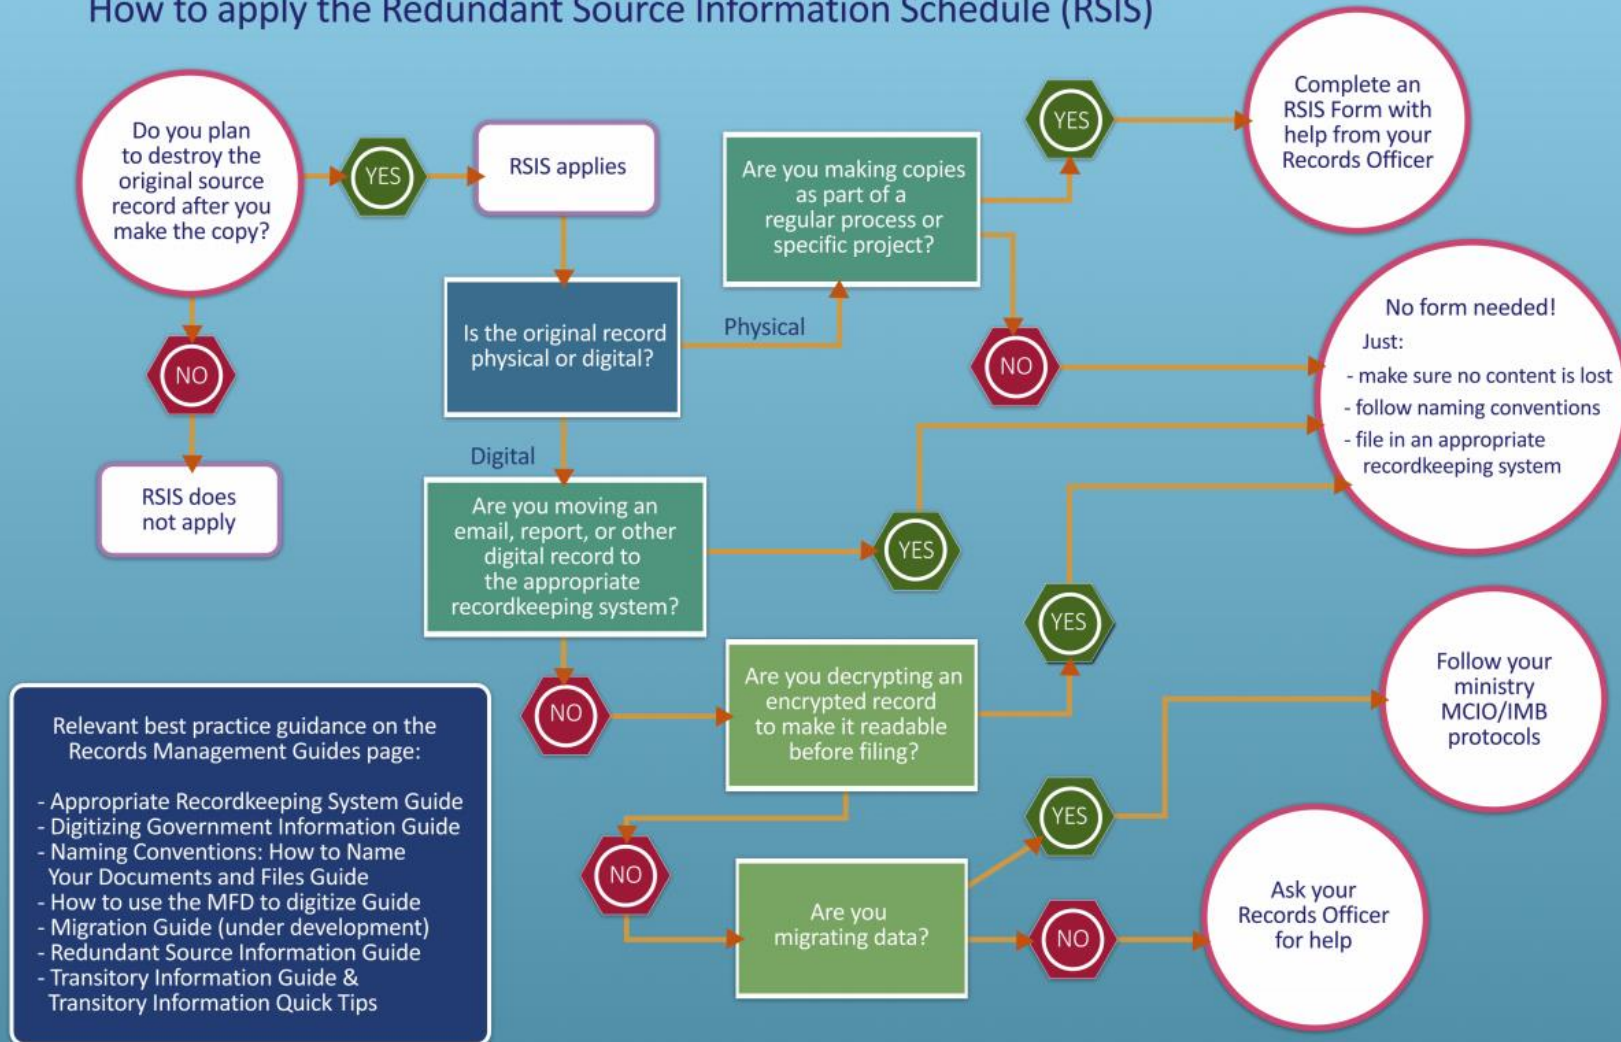 How to apply the Redundant Source Information Schedule (RSIS)
Do you plan
to destroy the
original source
record after you
make the copy?
YES
RSIS applies
NO
RSIS does
not apply
Is the original record
physical or digital?
Physical
Are you making copies
as part of a
regular process or
specific project?
YES
Complete an
RSIS Form with
help from your
Records Officer
NO
No form needed!
Just:
- make sure no content is lost
- follow naming conventions
- file in an appropriate
recordkeeping system
Digital
Are you moving an
email, report, or other
digital record to
the appropriate
recordkeeping system?
YES
NO
Are you decrypting an
encrypted record
to make it readable
before filing?
YES
NO
Are you
migrating data?
YES
Follow your
ministry
MCIO/IMB
protocols
NO
Ask your
Records Officer
for help
Relevant best practice guidance on the
Records Management Guides page:
- Appropriate Recordkeeping System Guide
- Digitizing Government Information Guide
- Naming Conventions: How to Name
Your Documents and Files Guide
- How to use the MFD to digitize Guide
- Migration Guide (under development)
- Redundant Source Information Guide
- Transitory Information Guide &
Transitory Information Quick Tips